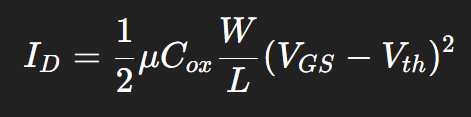 I_D = \frac{1}{2} \mu C_{ox} \frac{W}{L} (V_{GS} - V_{th})^2